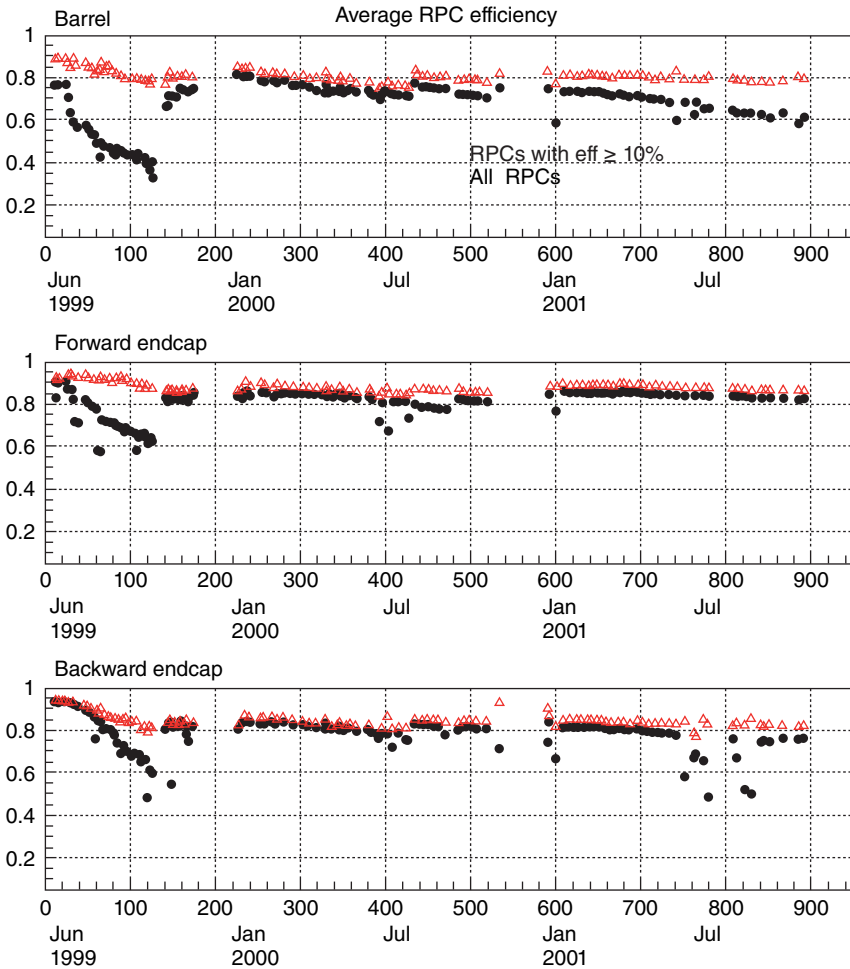 Average RPC efficiency
Barrel
1
0.8
0.6
0.4
0.2
RPCs with eff ≥ 10%
All RPCs
0 100 200 300 400 500 600 700 800 900
Jun Jan Jul Jan Jul
1999 2000 2001
Forward endcap
1
0.8
0.6
0.4
0.2
0 100 200 300 400 500 600 700 800 900
Jun Jan Jul Jan Jul
1999 2000 2001
Backward endcap
1
0.8
0.6
0.4
0.2
0 100 200 300 400 500 600 700 800 900
Jun Jan Jul Jan Jul
1999 2000 2001